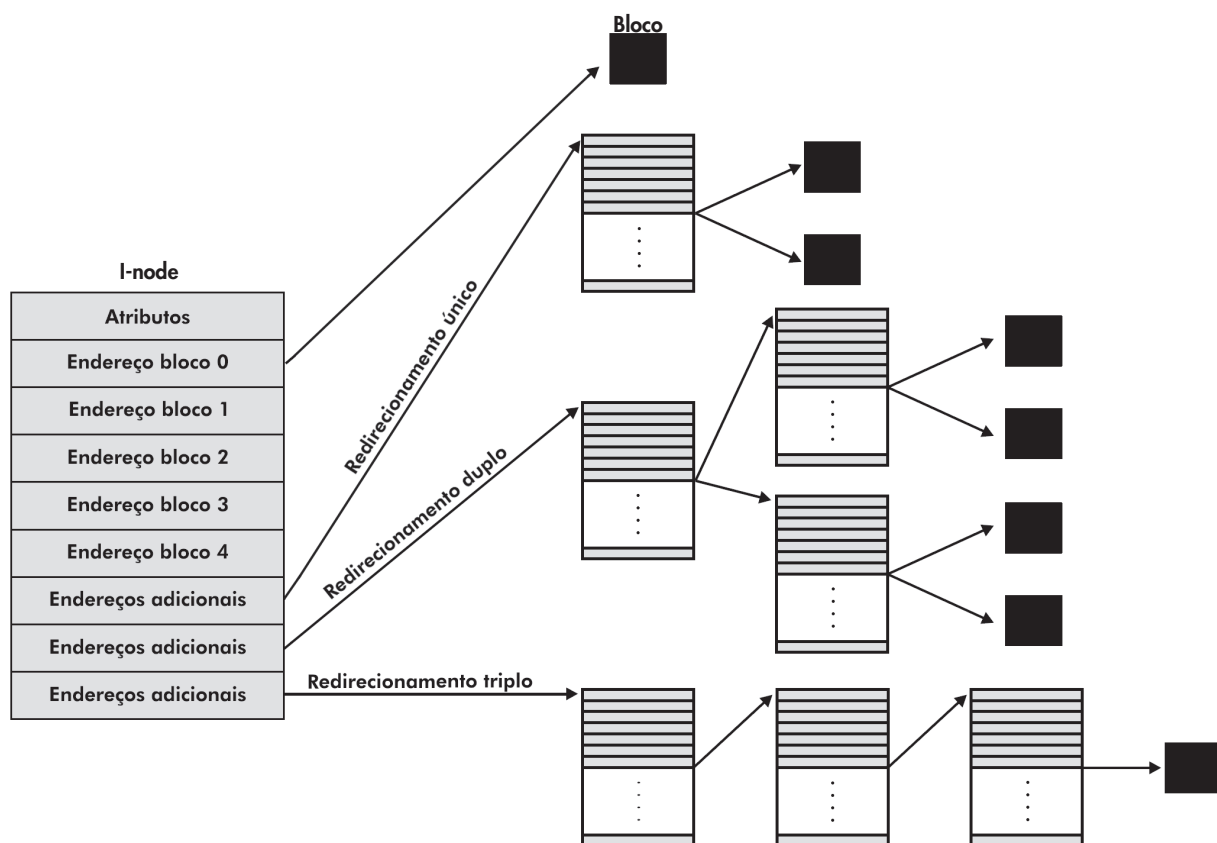 Bloco
I-node
Atributos
Endereço bloco 0
Endereço bloco 1
Endereço bloco 2
Endereço bloco 3
Endereço bloco 4
Endereços adicionais
Endereços adicionais
Endereços adicionais
Redirecionamento único
Redirecionamento duplo
Redirecionamento triplo